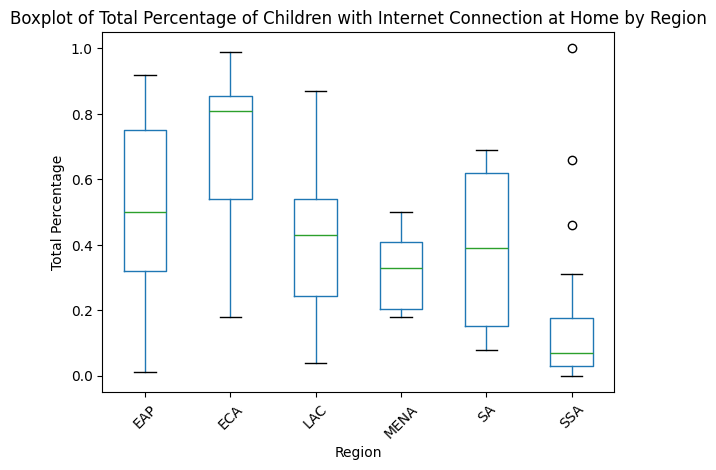 Boxplot of Total Percentage of Children with Internet Connection at Home by Region
Total Percentage
1.0
0.8
0.6
0.4
0.2
0.0
EAP
ECA
LAC
MENA
SA
SSA
Region